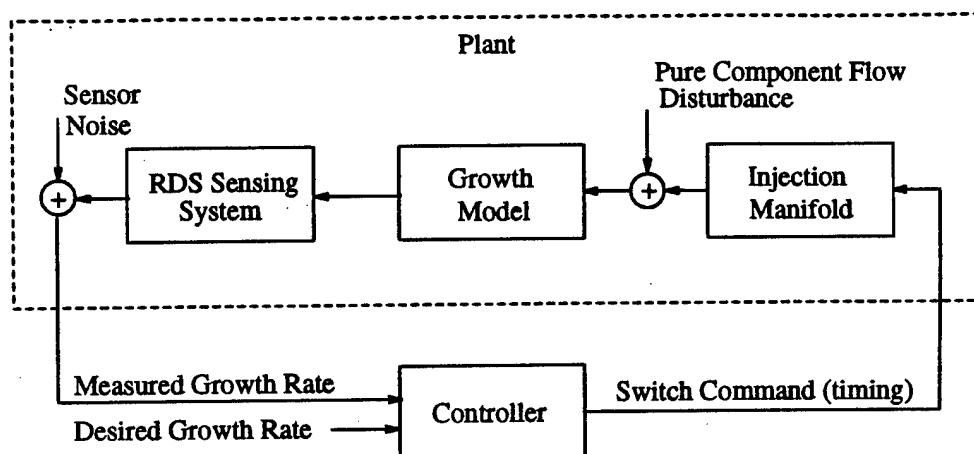 Plant
Pure Component Flow
Disturbance
Sensor
Noise
RDS Sensing
System
+
Growth
Model
+
Injection
Manifold
Measured Growth Rate
Desired Growth Rate
Controller
Switch Command (timing)